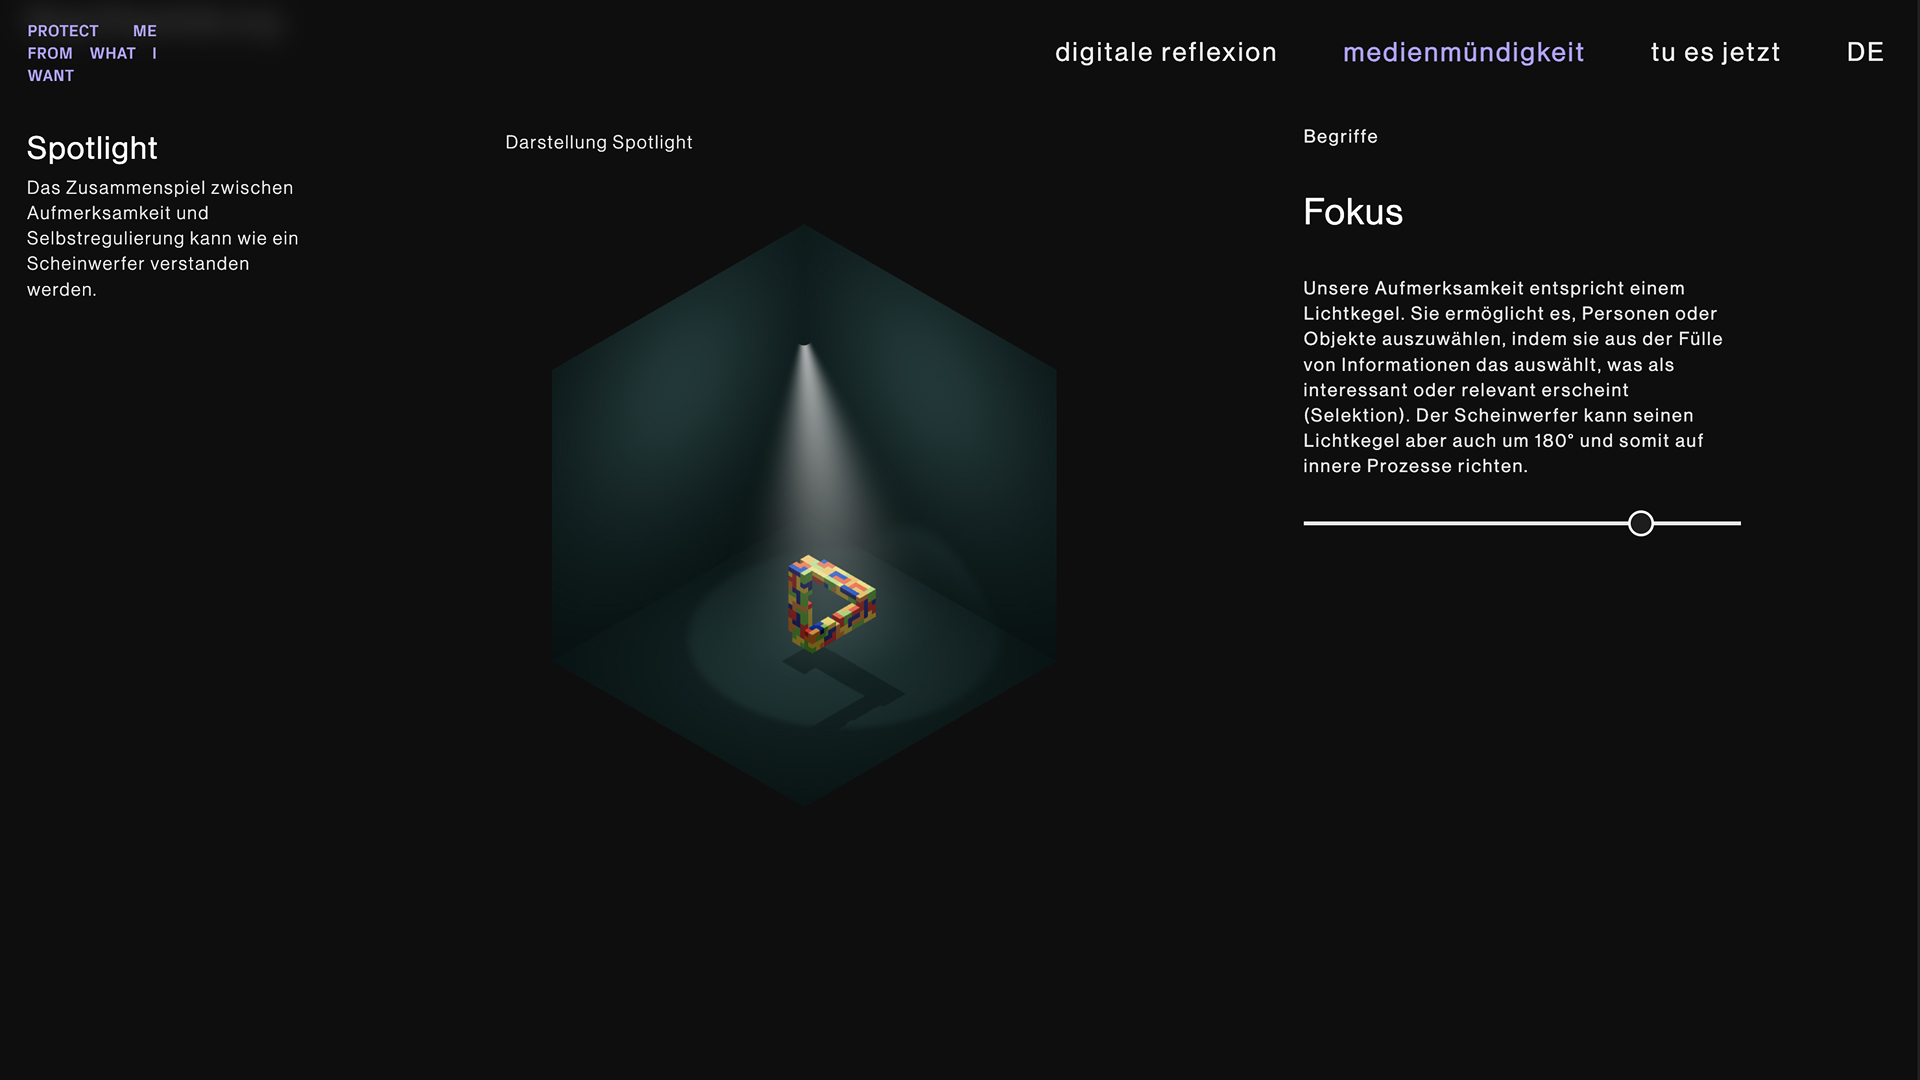 PROTECT ME
FROM WHAT I
WANT
digitale reflexion
medienmündigkeit
tu es jetzt
DE
Spotlight
Das Zusammenspiel zwischen
Aufmerksamkeit und
Selbstregulierung kann wie ein
Scheinwerfer verstanden
werden.
Darstellung Spotlight
Begriffe
Fokus
Unsere Aufmerksamkeit entspricht einem
Lichtkegel. Sie ermöglicht es, Personen oder
Objekte auszuwählen, indem sie aus der Fülle
von Informationen das auswählt, was als
interessant oder relevant erscheint
(Selektion). Der Scheinwerfer kann seinen
Lichtkegel aber auch um 180° und somit auf
innere Prozesse richten.